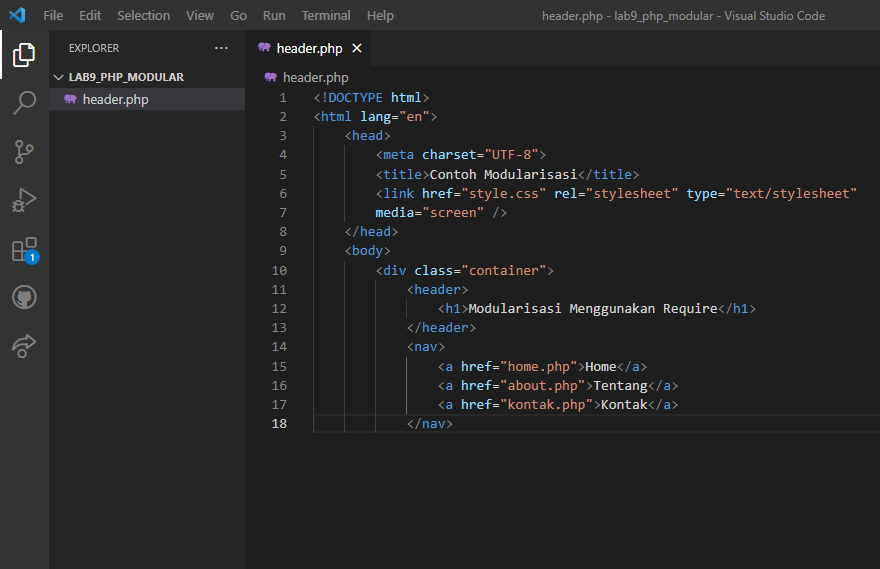 File Edit Selection View Go Run Terminal Help header.php - lab9_php_modular - Visual Studio Code
EXPLORER ···
header.php ×
LAB9_PHP_MODULAR
header.php
header.php
1 <!DOCTYPE html>
2 <html lang="en">
3 <head>
4 <meta charset="UTF-8">
5 <title>Contoh Modularisasi</title>
6 <link href="style.css" rel="stylesheet" type="text/stylesheet"
7 media="screen" />
8 </head>
9 <body>
10 <div class="container">
11 <header>
12 <h1>Modularisasi Menggunakan Require</h1>
13 </header>
14 <nav>
15 <a href="home.php">Home</a>
16 <a href="about.php">Tentang</a>
17 <a href="kontak.php">Kontak</a>
18 </nav>
1